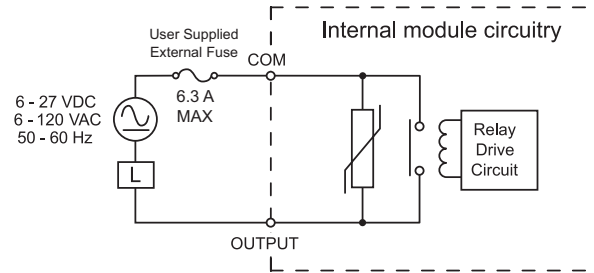 Internal module circuitry
User Supplied
External Fuse
COM
6.3 A
MAX
6 - 27 VDC
6 - 120 VAC
50 - 60 Hz
L
Relay
Drive
Circuit
OUTPUT